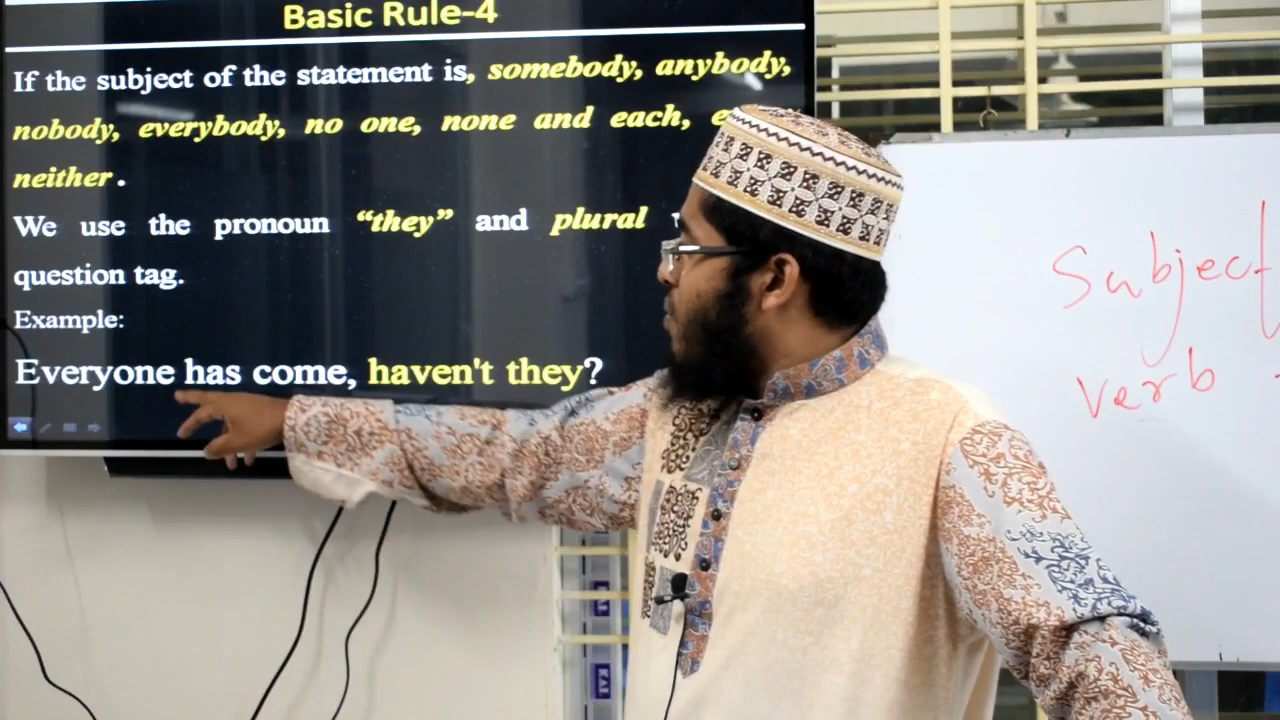 Basic Rule-4
If the subject of the statement is, somebody, anybody,
nobody, everybody, no one, none and each,
neither .
We use the pronoun “they” and plural
question tag.
Example:
Everyone has come, haven't they?
Subject
verb